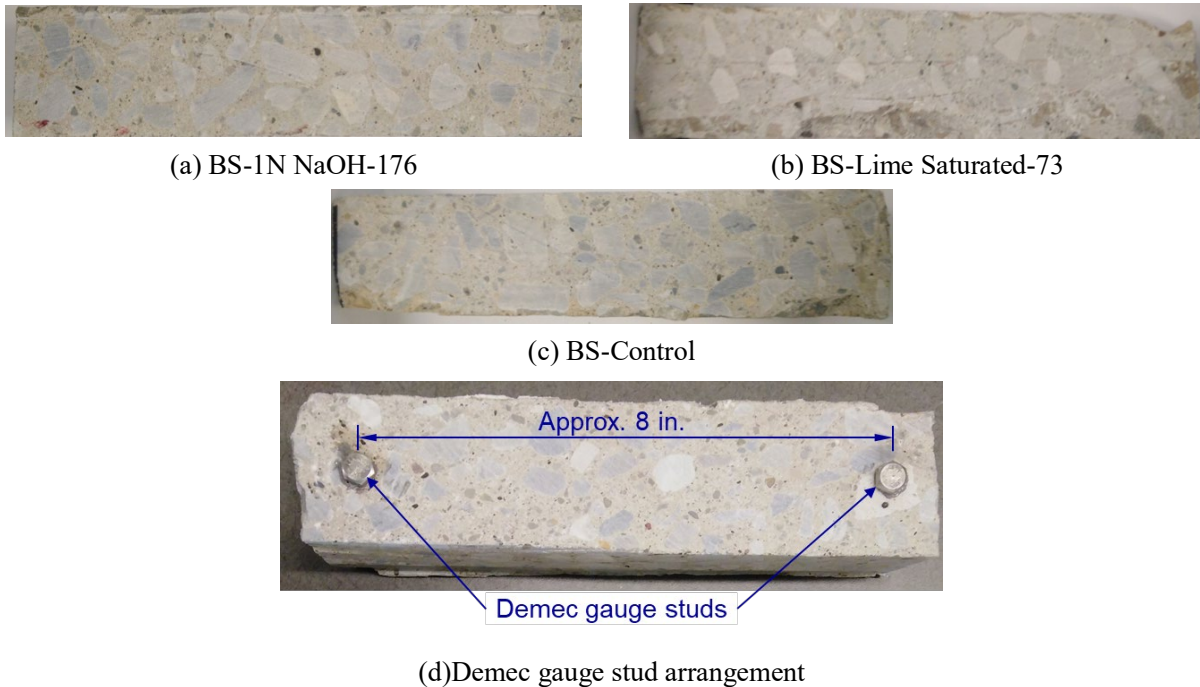 (a) BS-1N NaOH-176
(b) BS-Lime Saturated-73
(c) BS-Control
Approx. 8 in.
Demec gauge studs
(d)Demec gauge stud arrangement